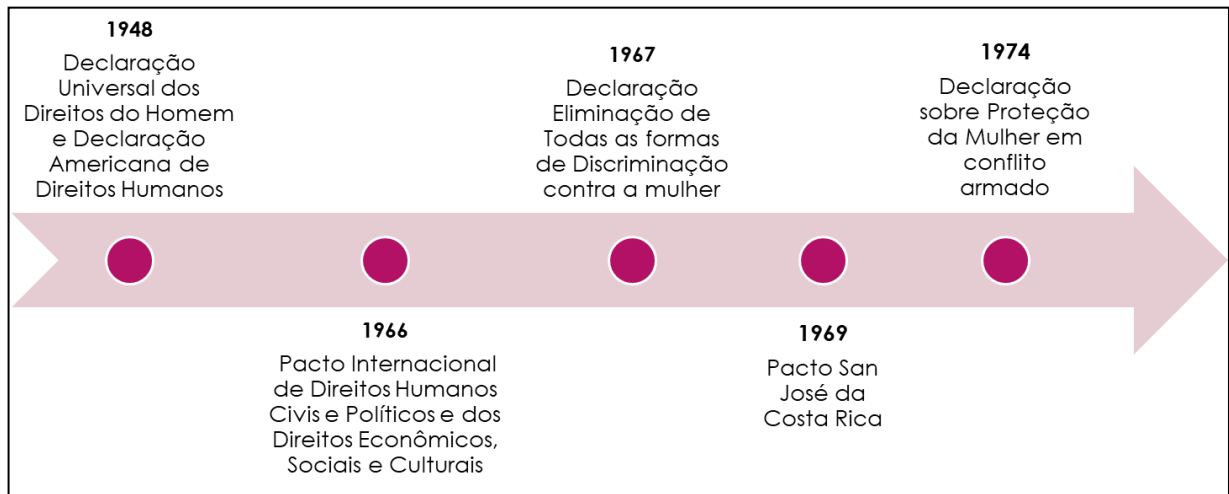 1948
Declaração
Universal dos
Direitos do Homem
e Declaração
Americana de
Direitos Humanos
1966
Pacto Internacional
de Direitos Humanos
Civis e Políticos e dos
Direitos Econômicos,
Sociais e Culturais
1967
Declaração
Eliminação de
Todas as formas
de Discriminação
contra a mulher
1969
Pacto San
José da
Costa Rica
1974
Declaração
sobre Proteção
da Mulher em
conflito
armado